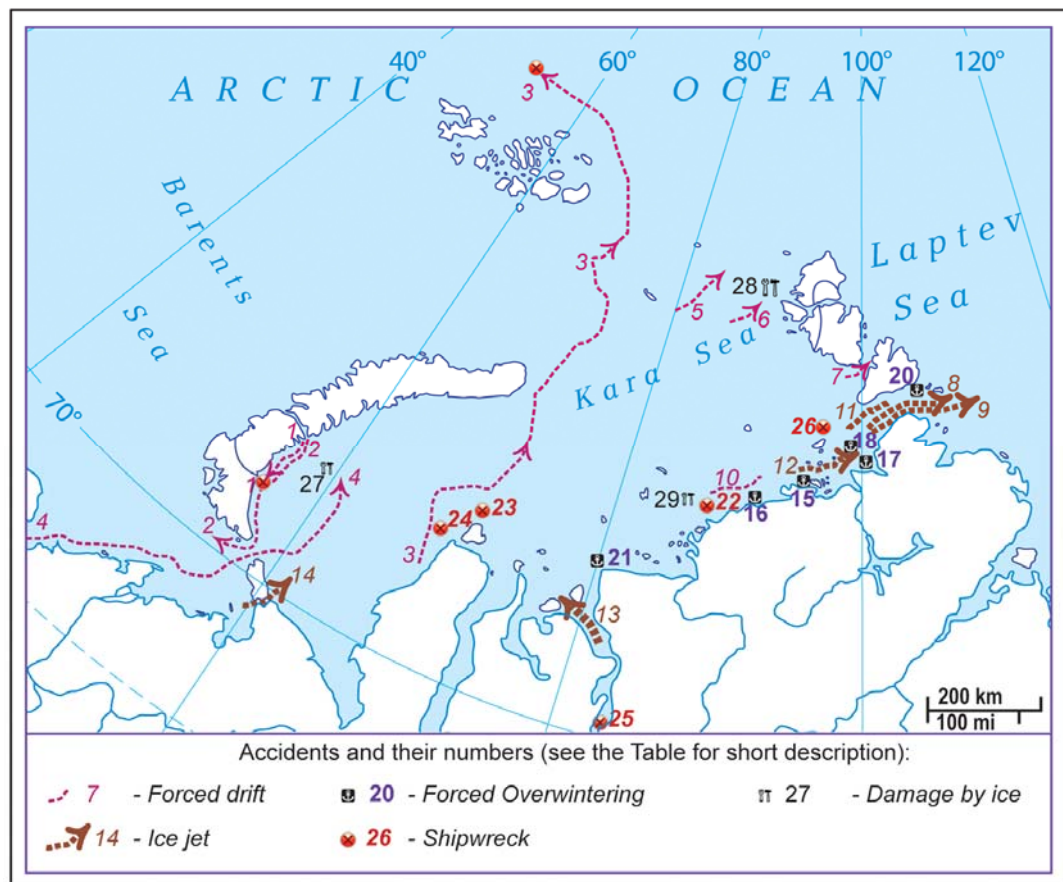 40°
60°
80°
100°
120°
ARCTIC OCEAN
3
Barents
Sea
Laptev
Sea
Kara Sea
3
28
5
6
7
20
8
9
11
26
18
17
12
10
15
16
29
22
70°
1
2
27
4
1
2
4
24
23
3
21
14
13
25
200 km
100 mi
Accidents and their numbers (see the Table for short description):
7 - Forced drift
20 - Forced Overwintering
27 - Damage by ice
14 - Ice jet
26 - Shipwreck